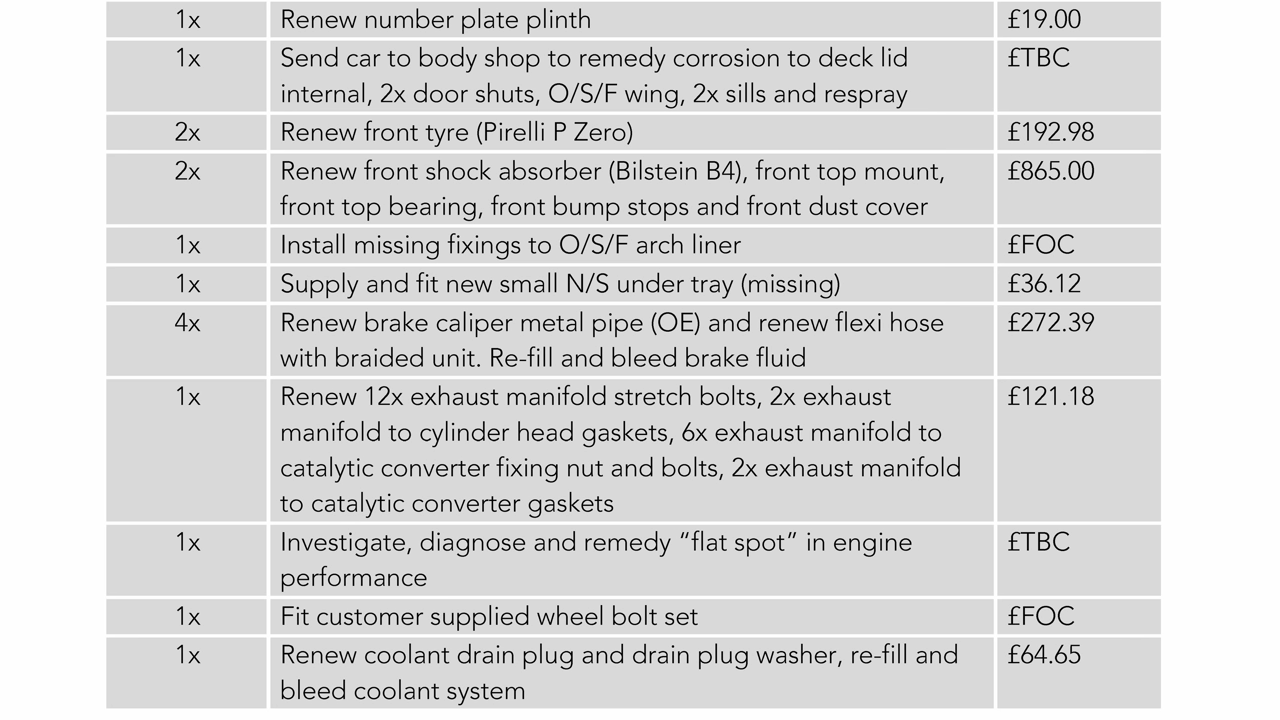 1x Renew number plate plinth £19.00
1x Send car to body shop to remedy corrosion to deck lid £TBC
internal, 2x door shuts, O/S/F wing, 2x sills and respray
2x Renew front tyre (Pirelli P Zero) £192.98
2x Renew front shock absorber (Bilstein B4), front top mount, £865.00
front top bearing, front bump stops and front dust cover
1x Install missing fixings to O/S/F arch liner £FOC
1x Supply and fit new small N/S under tray (missing) £36.12
4x Renew brake caliper metal pipe (OE) and renew flexi hose £272.39
with braided unit. Re-fill and bleed brake fluid
1x Renew 12x exhaust manifold stretch bolts, 2x exhaust £121.18
manifold to cylinder head gaskets, 6x exhaust manifold to
catalytic converter fixing nut and bolts, 2x exhaust manifold
to catalytic converter gaskets
1x Investigate, diagnose and remedy “flat spot” in engine £TBC
performance
1x Fit customer supplied wheel bolt set £FOC
1x Renew coolant drain plug and drain plug washer, re-fill and £64.65
bleed coolant system